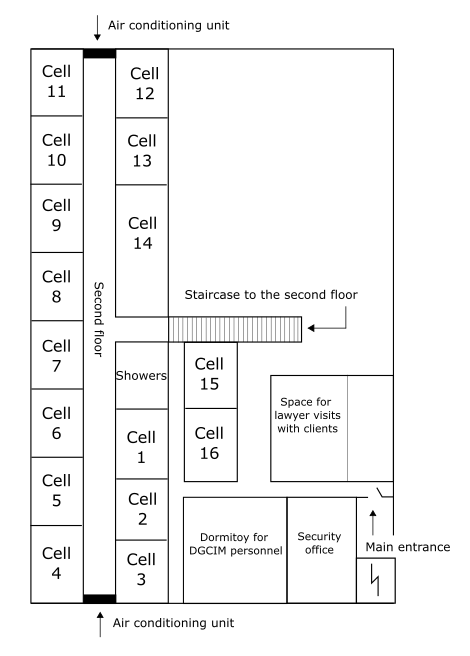 Air conditioning unit
Cell
11
Cell
12
Cell
10
Cell
13
Cell
9
Cell
14
Cell
8
Second floor
Staircase to the second floor
Cell
7
Showers
Cell
15
Cell
6
Cell
1
Cell
16
Space for
lawyer visits
with clients
Cell
5
Cell
2
Dormitoy for
DGCIM personnel
Security
office
Main entrance
Cell
4
Cell
3
Air conditioning unit